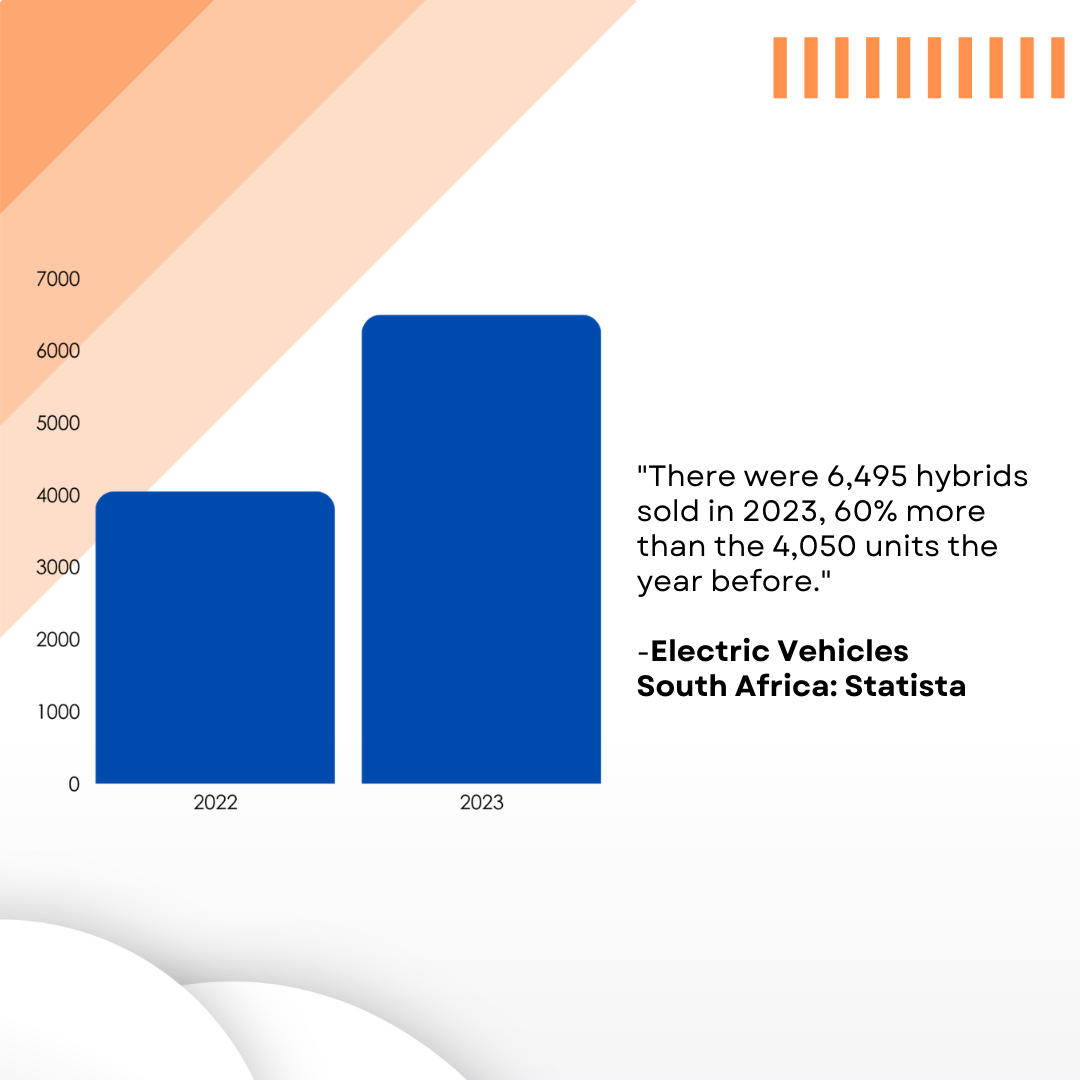 7000
6000
5000
4000
3000
2000
1000
0
2022 2023
"There were 6,495 hybrids
sold in 2023, 60% more
than the 4,050 units the
year before."
-Electric Vehicles
South Africa: Statista